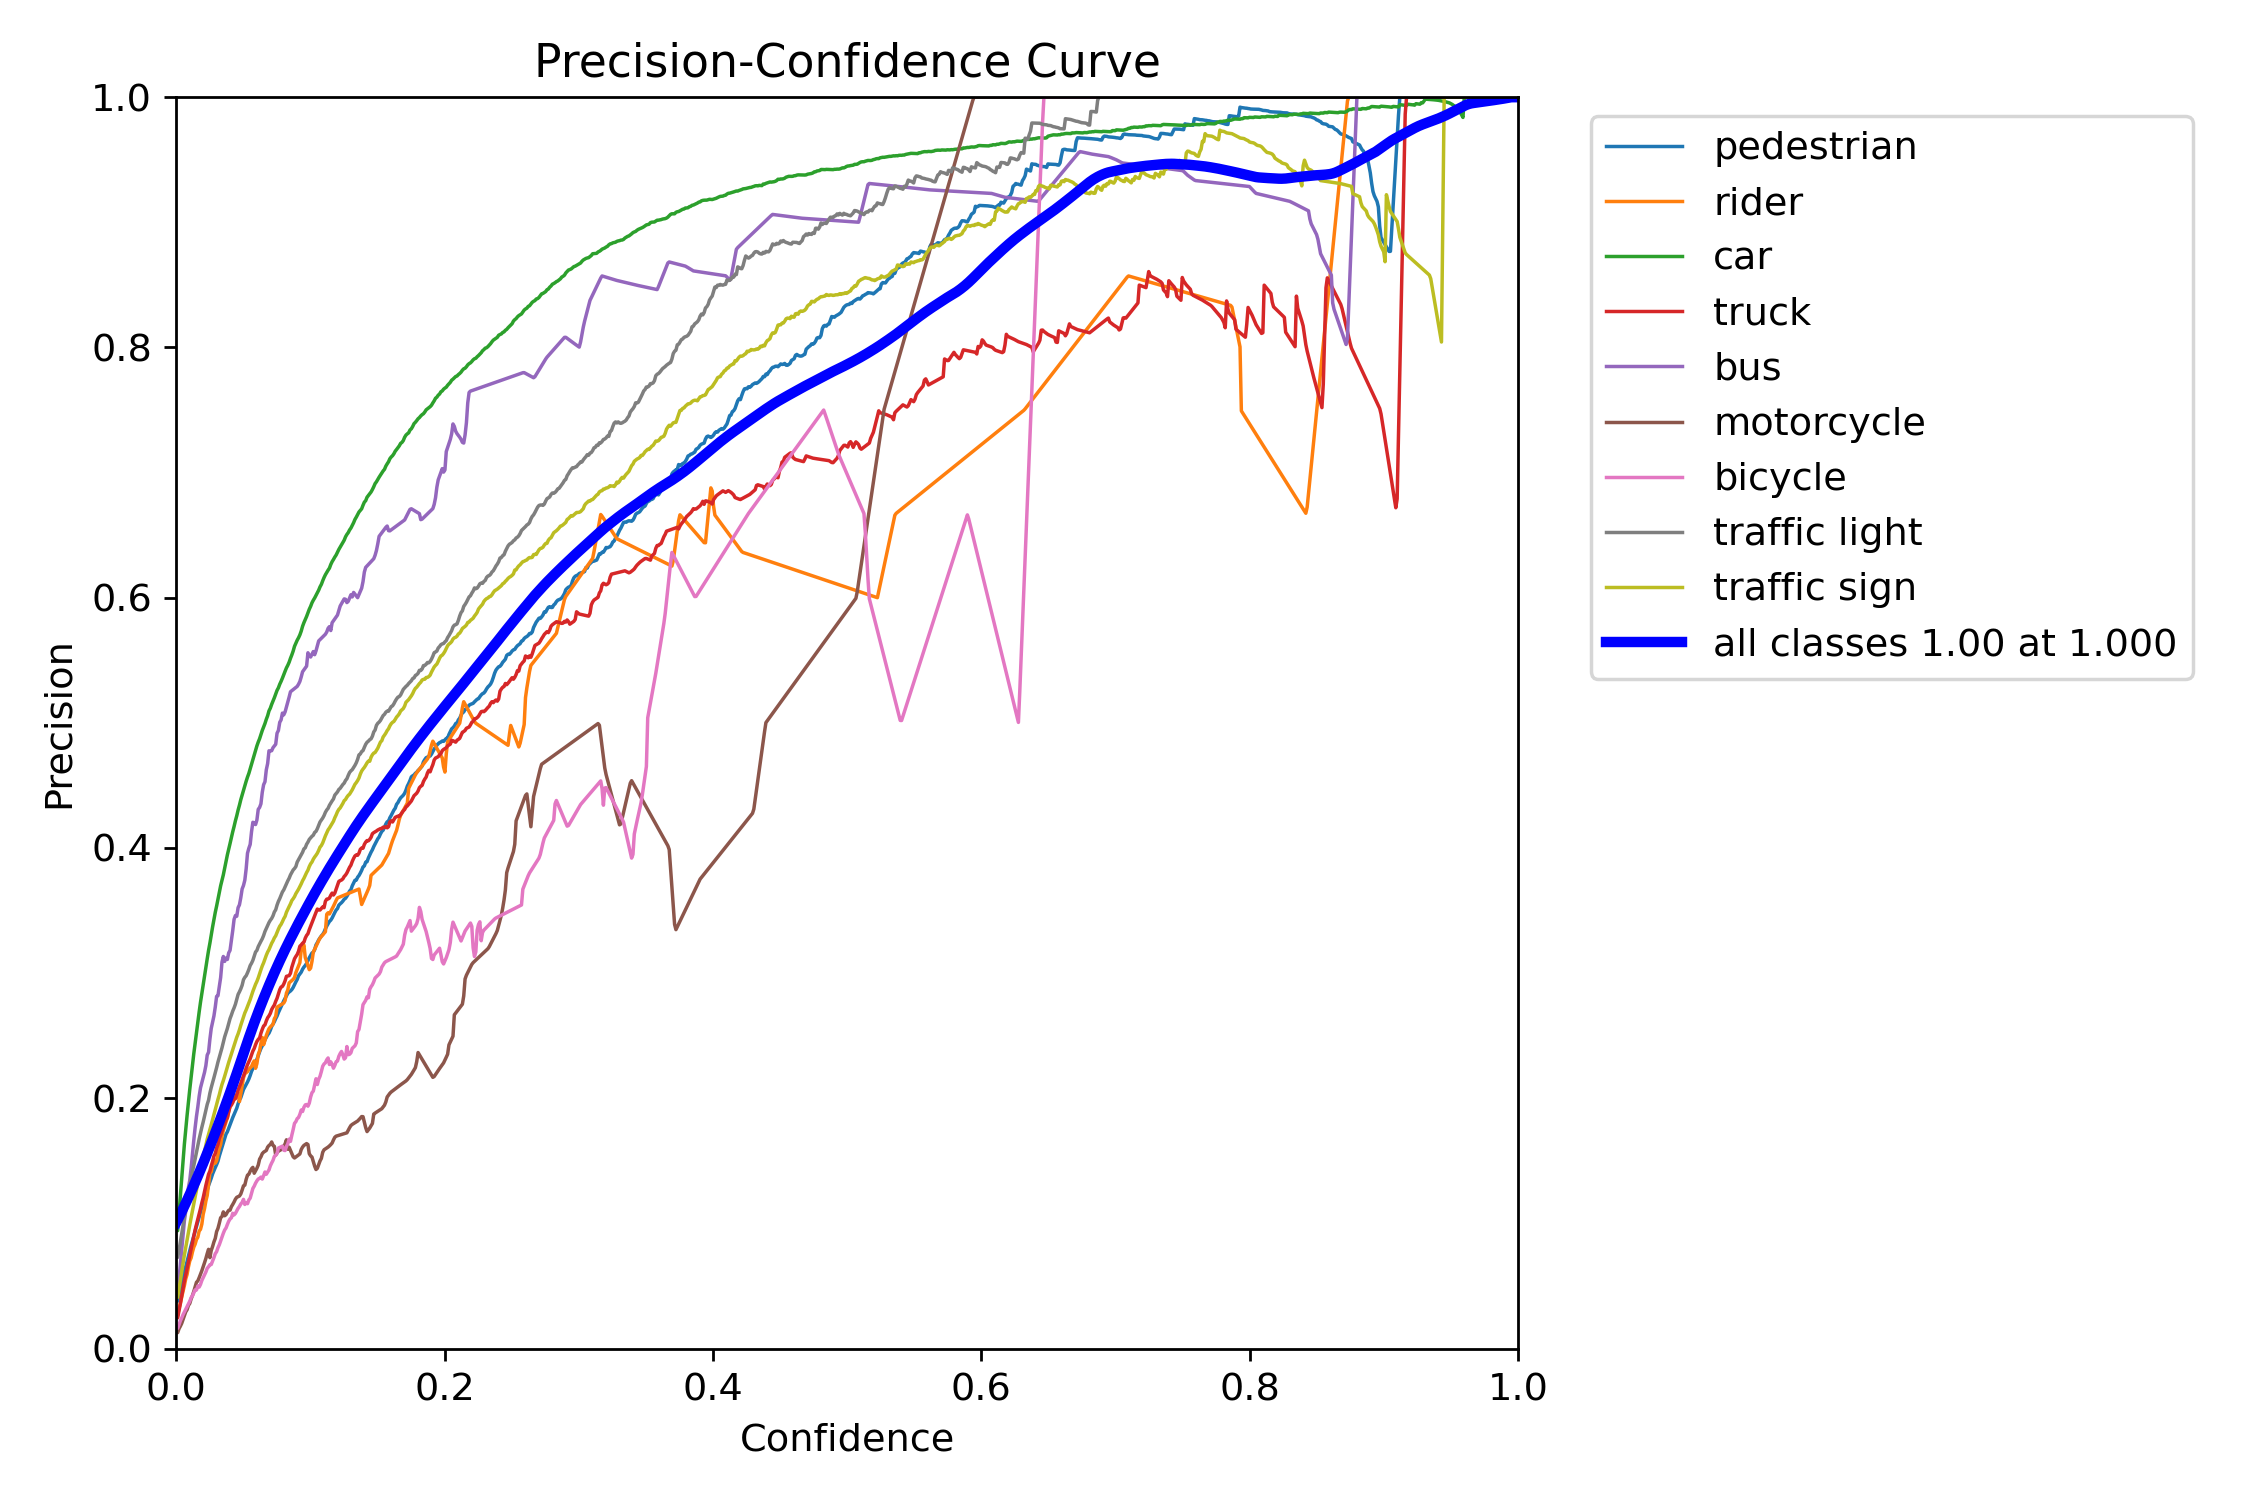 Precision-Confidence Curve
1.0
0.8
0.6
0.4
0.2
0.0
Precision
0.0 0.2 0.4 0.6 0.8 1.0
Confidence
pedestrian
rider
car
truck
bus
motorcycle
bicycle
traffic light
traffic sign
all classes 1.00 at 1.000